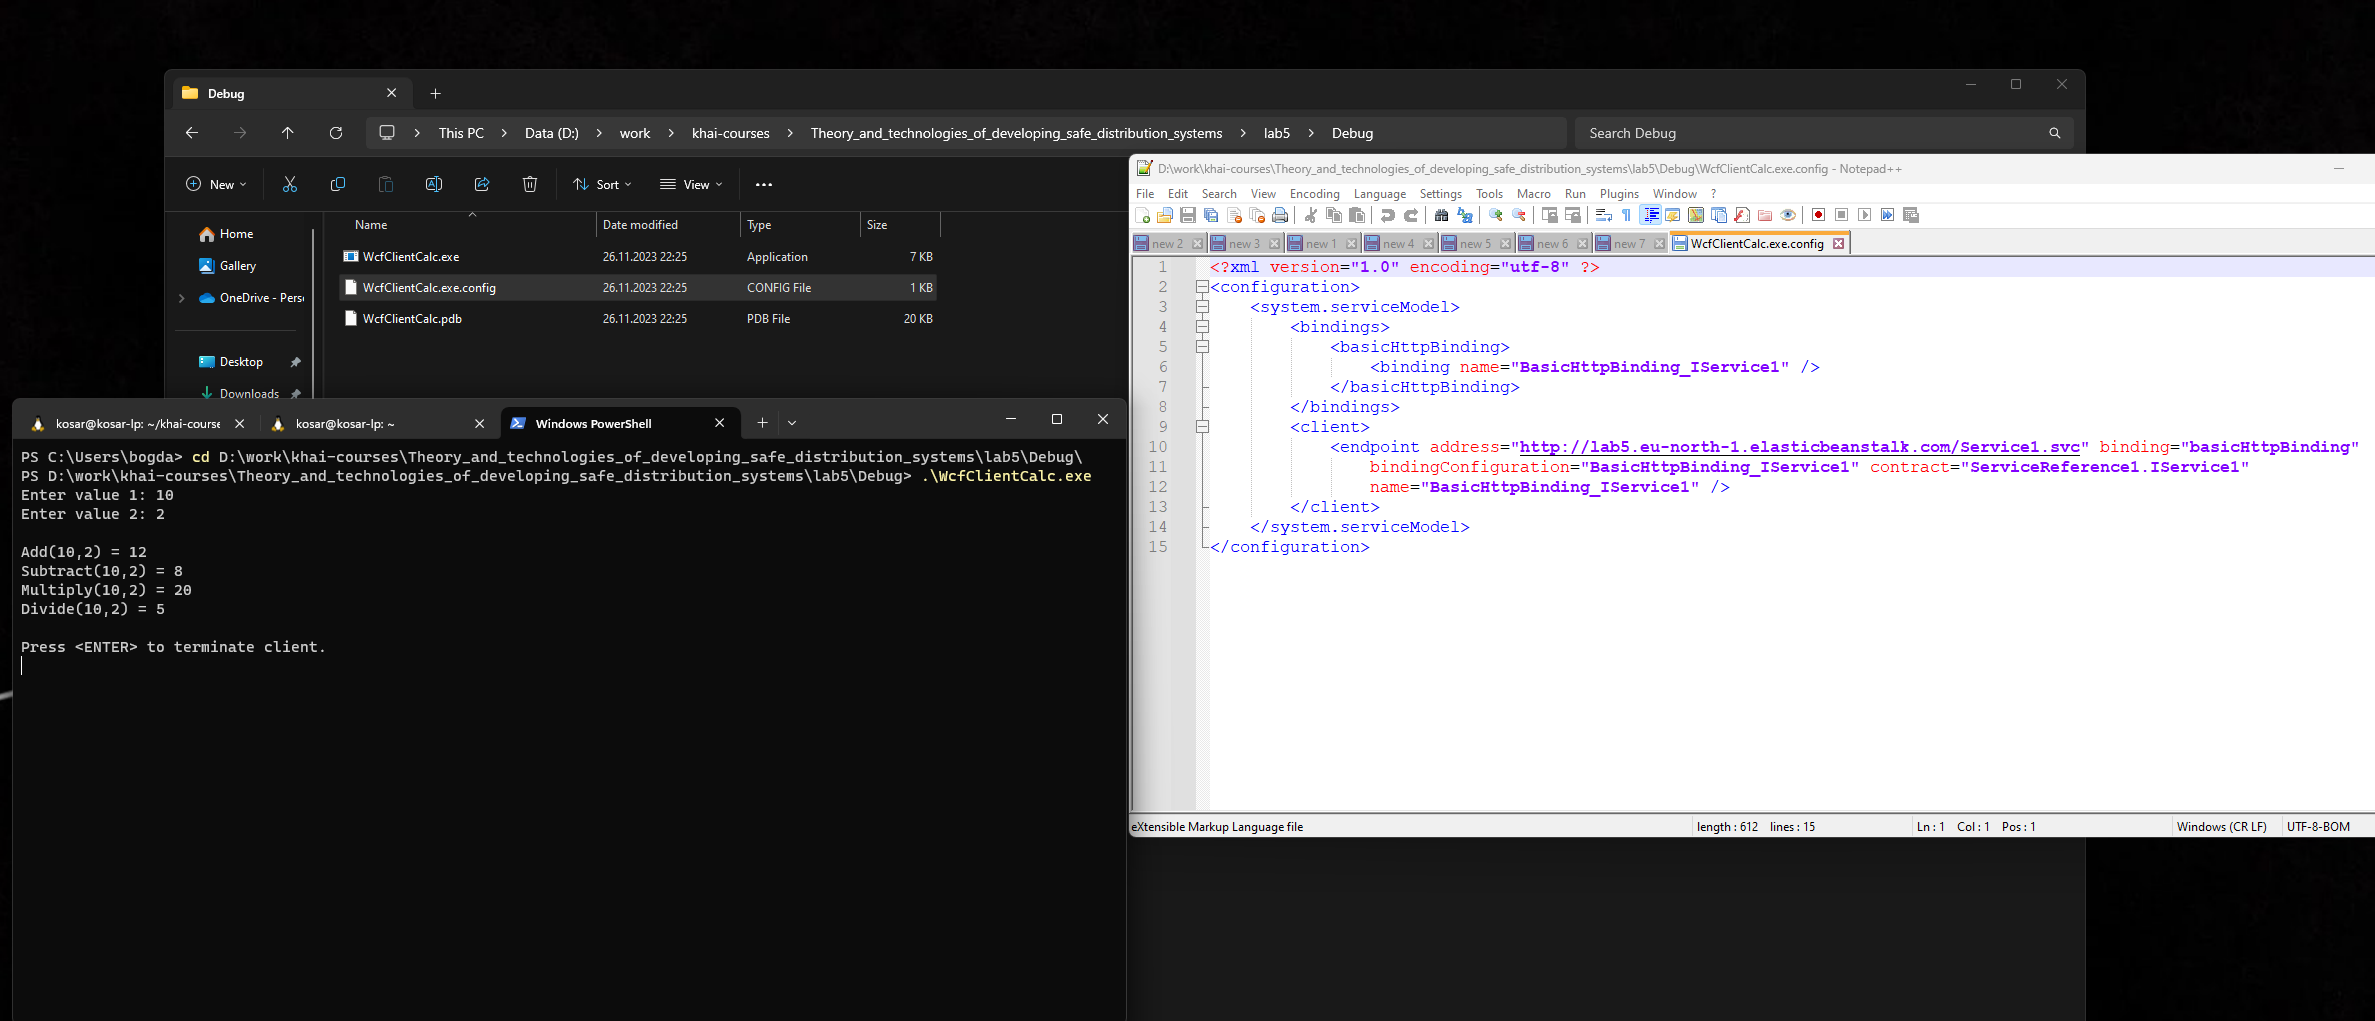 Debug
This PC > Data (D:) > work > khai-courses > Theory_and_technologies_of_developing_safe_distribution_systems > lab5 > Debug
Search Debug
New
Sort
View
Home
Gallery
OneDrive - Pers
Desktop
Downloads
Name Date modified Type Size
WcfClientCalc.exe 26.11.2023 22:25 Application 7 KB
WcfClientCalc.exe.config 26.11.2023 22:25 CONFIG File 1 KB
WcfClientCalc.pdb 26.11.2023 22:25 PDB File 20 KB
D:\work\khai-courses\Theory_and_technologies_of_developing_safe_distribution_systems\lab5\Debug\WcfClientCalc.exe.config - Notepad++
File Edit Search View Encoding Language Settings Tools Macro Run Plugins Window ?
new 2 new 3 new 1 new 4 new 5 new 6 new 7 WcfClientCalc.exe.config
1 <?xml version="1.0" encoding="utf-8" ?>
2 <configuration>
3 <system.serviceModel>
4 <bindings>
5 <basicHttpBinding>
6 <binding name="BasicHttpBinding_IService1" />
7 </basicHttpBinding>
8 </bindings>
9 <client>
10 <endpoint address="http://lab5.eu-north-1.elasticbeanstalk.com/Service1.svc" binding="basicHttpBinding"
11 bindingConfiguration="BasicHttpBinding_IService1" contract="ServiceReference1.IService1"
12 name="BasicHttpBinding_IService1" />
13 </client>
14 </system.serviceModel>
15 </configuration>
eXtensible Markup Language file length : 612 lines : 15 Ln : 1 Col : 1 Pos : 1 Windows (CR LF) UTF-8-BOM
kosar@kosar-lp: ~/khai-course kosar@kosar-lp: ~ Windows PowerShell
PS C:\Users\bogda> cd D:\work\khai-courses\Theory_and_technologies_of_developing_safe_distribution_systems\lab5\Debug\
PS D:\work\khai-courses\Theory_and_technologies_of_developing_safe_distribution_systems\lab5\Debug> .\WcfClientCalc.exe
Enter value 1: 10
Enter value 2: 2
Add(10,2) = 12
Subtract(10,2) = 8
Multiply(10,2) = 20
Divide(10,2) = 5
Press <ENTER> to terminate client.